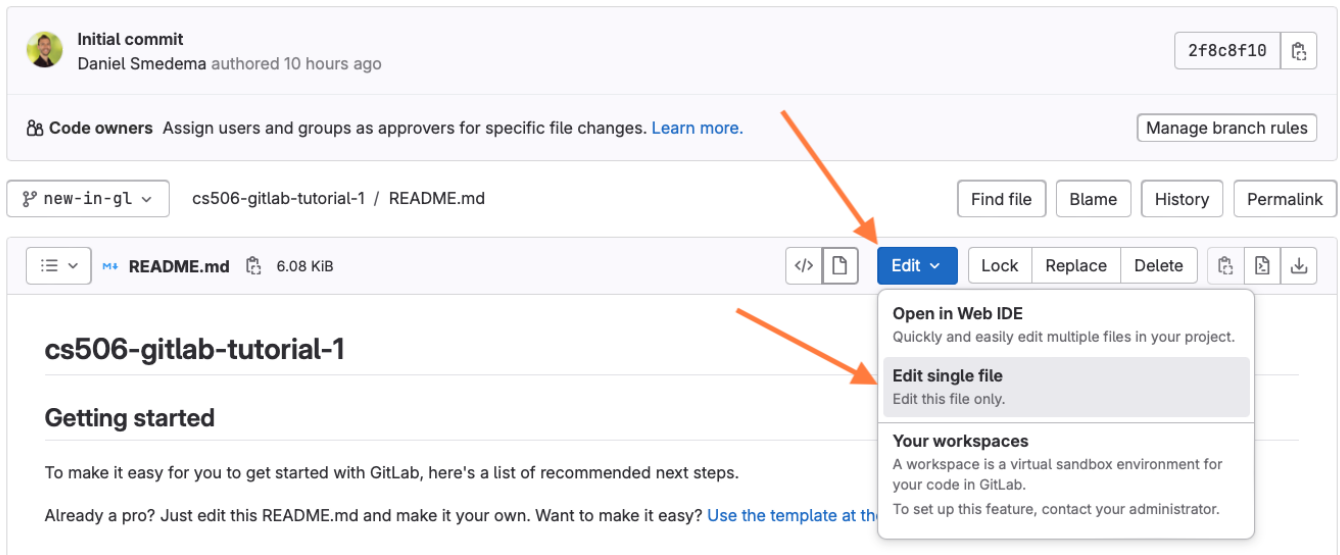 Initial commit
Daniel Smedema authored 10 hours ago
2f8c8f10
Code owners Assign users and groups as approvers for specific file changes. Learn more.
Manage branch rules
new-in-gl
cs506-gitlab-tutorial-1 / README.md
Find file
Blame
History
Permalink
M↓ README.md
6.08 KiB
</>
Edit
Lock
Replace
Delete
Open in Web IDE
Quickly and easily edit multiple files in your project.
Edit single file
Edit this file only.
Your workspaces
A workspace is a virtual sandbox environment for
your code in GitLab.
To set up this feature, contact your administrator.
cs506-gitlab-tutorial-1
Getting started
To make it easy for you to get started with GitLab, here's a list of recommended next steps.
Already a pro? Just edit this README.md and make it your own. Want to make it easy? Use the template at